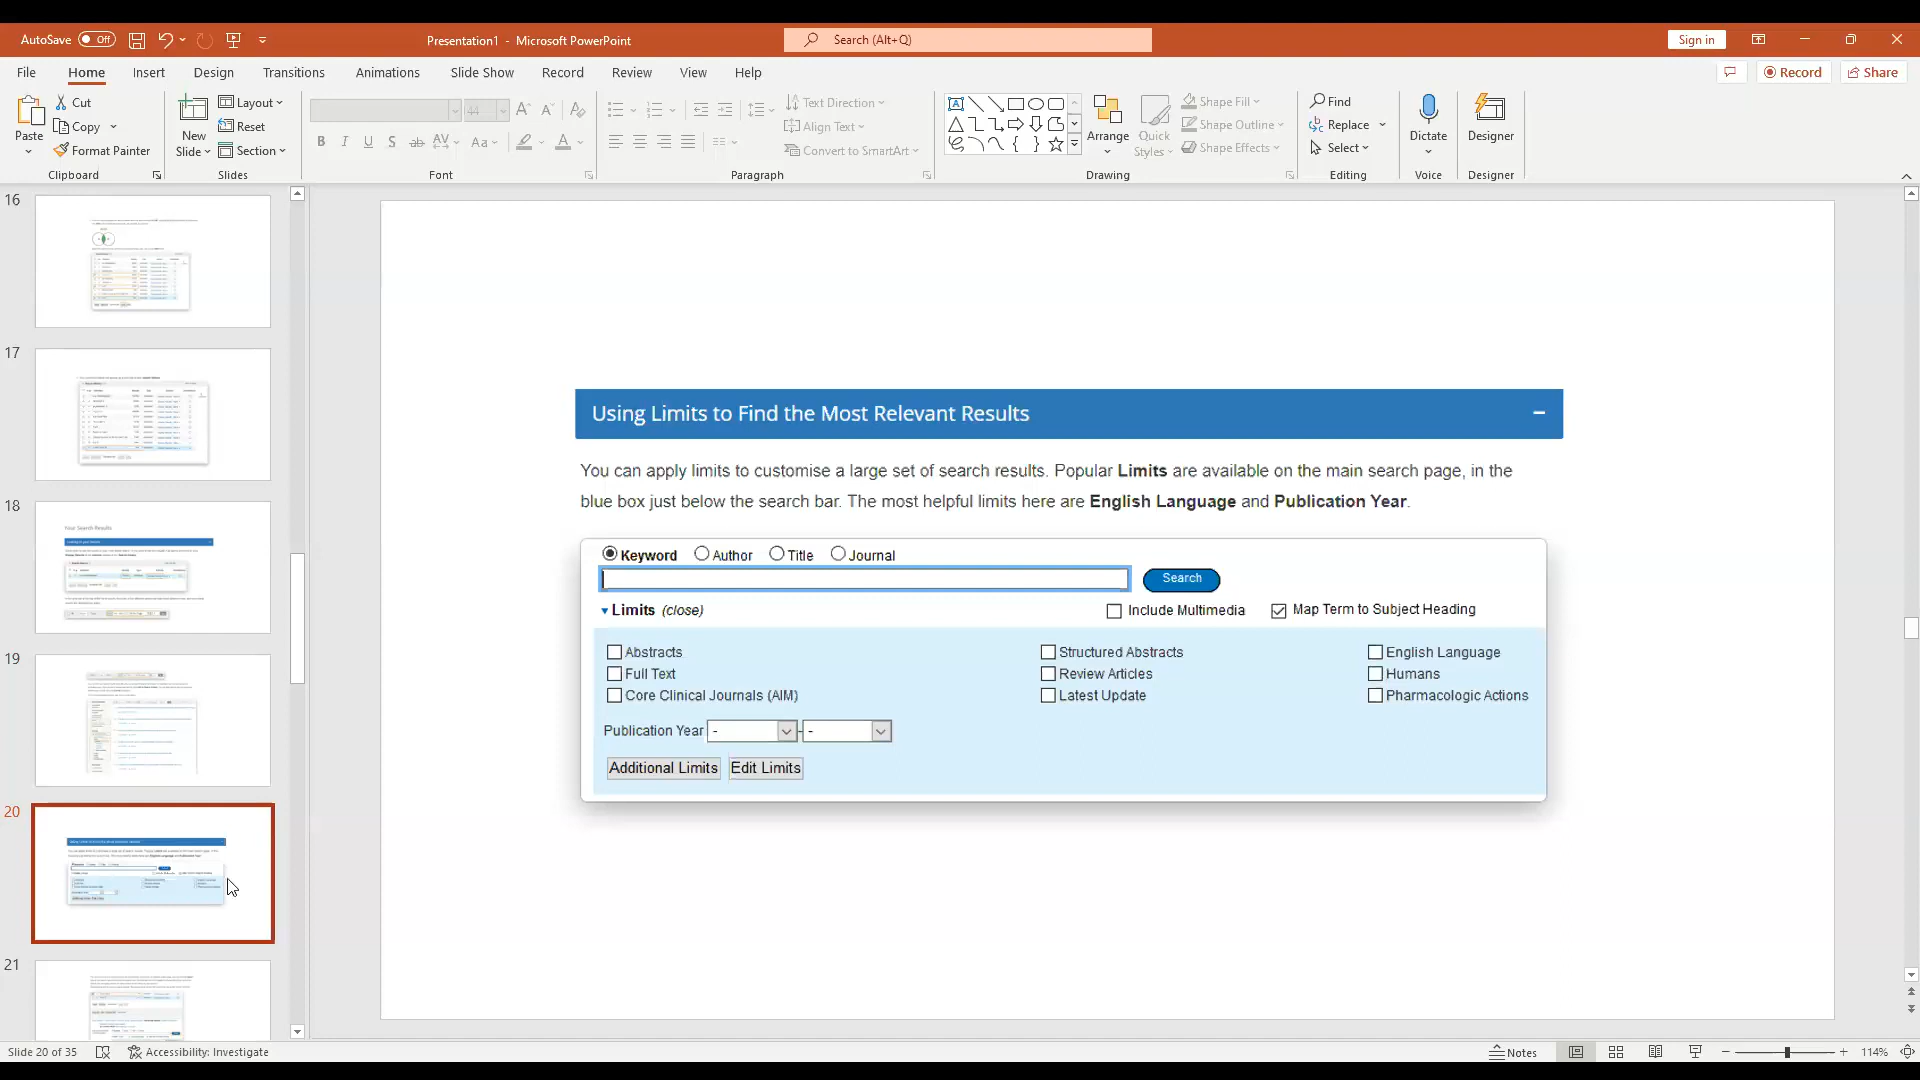 AutoSave Off
Presentation1 - Microsoft PowerPoint
Search (Alt+Q)
Sign in
File Home Insert Design Transitions Animations Slide Show Record Review View Help
Record Share
Paste
Cut
Copy
Format Painter
Clipboard
New Slide
Layout
Reset
Section
Slides
44
B I U S ab AV Aa A
Font
Text Direction
Align Text
Convert to SmartArt
Paragraph
Arrange
Quick Styles
Shape Fill
Shape Outline
Shape Effects
Drawing
Find
Replace
Select
Editing
Dictate
Voice
Designer
Designer
16
17
18
Your Search Results
19
20
21
Using Limits to Find the Most Relevant Results
You can apply limits to customise a large set of search results. Popular Limits are available on the main search page, in the
blue box just below the search bar. The most helpful limits here are English Language and Publication Year.
Keyword Author Title Journal
Search
Limits (close) Include Multimedia Map Term to Subject Heading
Abstracts Structured Abstracts English Language
Full Text Review Articles Humans
Core Clinical Journals (AIM) Latest Update Pharmacologic Actions
Publication Year - - -
Additional Limits Edit Limits
Slide 20 of 35 Accessibility: Investigate
Notes
114%